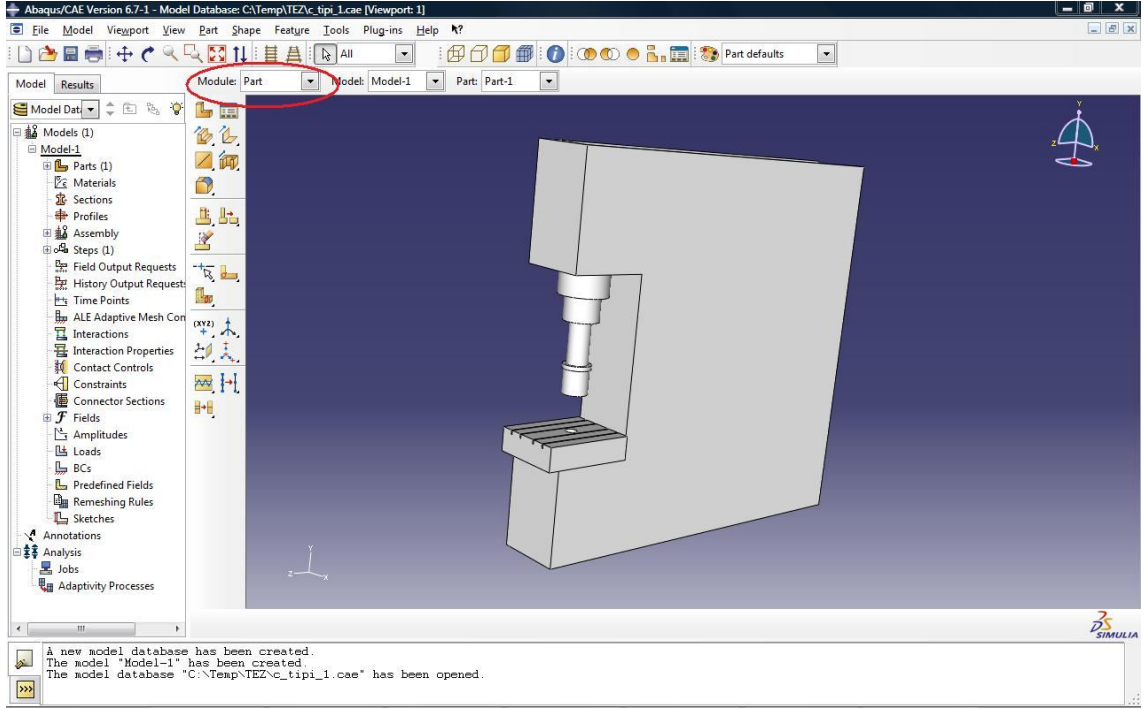 Abaqus/CAE Version 6.7-1 - Model Database: C:\Temp\TEZ\c_tipi_1.cae [Viewport: 1]
File Model Viewport View Part Shape Feature Tools Plug-ins Help
All Part defaults
Model Results Module: Part Model: Model-1 Part: Part-1
Model Data
Models (1)
Model-1
Parts (1)
Materials
Sections
Profiles
Assembly
Steps (1)
Field Output Requests
History Output Requests
Time Points
ALE Adaptive Mesh Con
Interactions
Interaction Properties
Contact Controls
Constraints
Connector Sections
Fields
Amplitudes
Loads
BCs
Predefined Fields
Remeshing Rules
Sketches
Annotations
Analysis
Jobs
Adaptivity Processes
(XYZ)
Y
Z
X
Y
Z
X
SIMULIA
A new model database has been created.
The model "Model-1" has been created.
The model database "C:\Temp\TEZ\c_tipi_1.cae" has been opened.